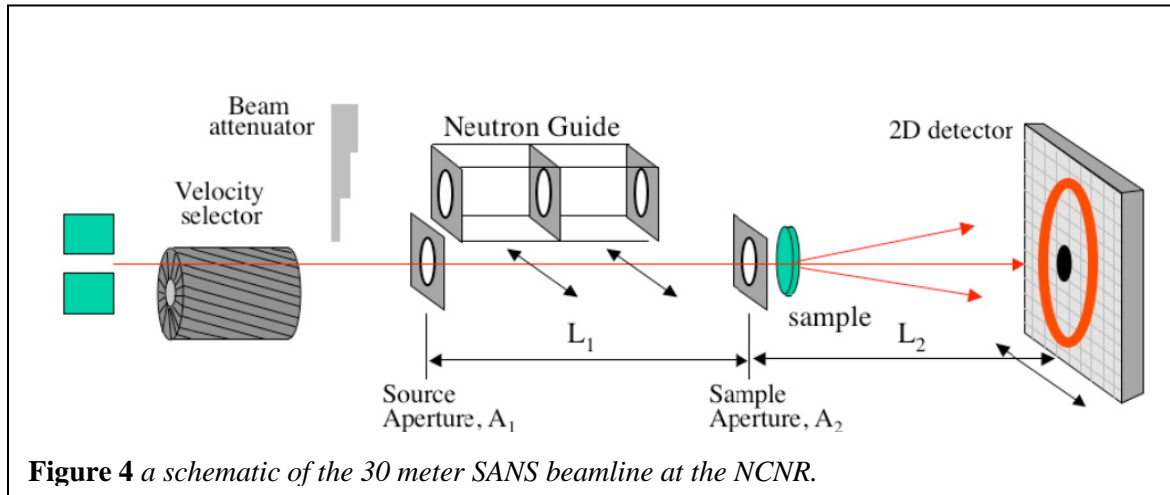 Beam
attenuator
Neutron Guide
2D detector
Velocity
selector
sample
L₁
L₂
Source
Aperture, A₁
Sample
Aperture, A₂
Figure 4 a schematic of the 30 meter SANS beamline at the NCNR.